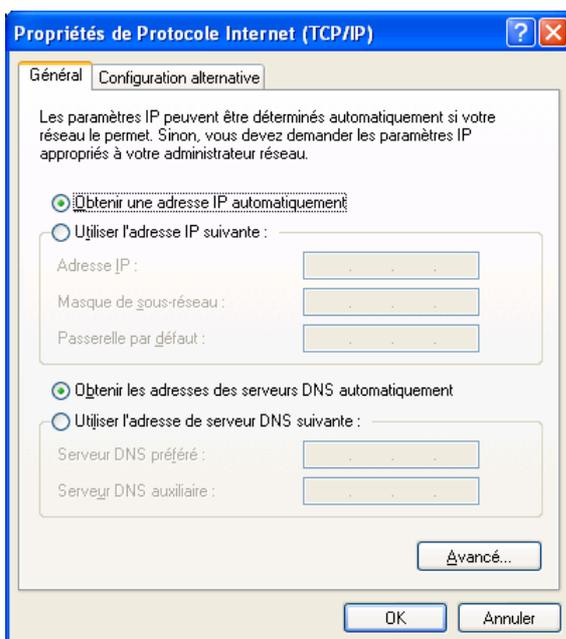 Propriétés de Protocole Internet (TCP/IP)
Général
Configuration alternative
Les paramètres IP peuvent être déterminés automatiquement si votre
réseau le permet. Sinon, vous devez demander les paramètres IP
appropriés à votre administrateur réseau.
Obtenir une adresse IP automatiquement
Utiliser l'adresse IP suivante :
Adresse IP :
Masque de sous-réseau :
Passerelle par défaut :
Obtenir les adresses des serveurs DNS automatiquement
Utiliser l'adresse de serveur DNS suivante :
Serveur DNS préféré :
Serveur DNS auxiliaire :
Avancé...
OK
Annuler